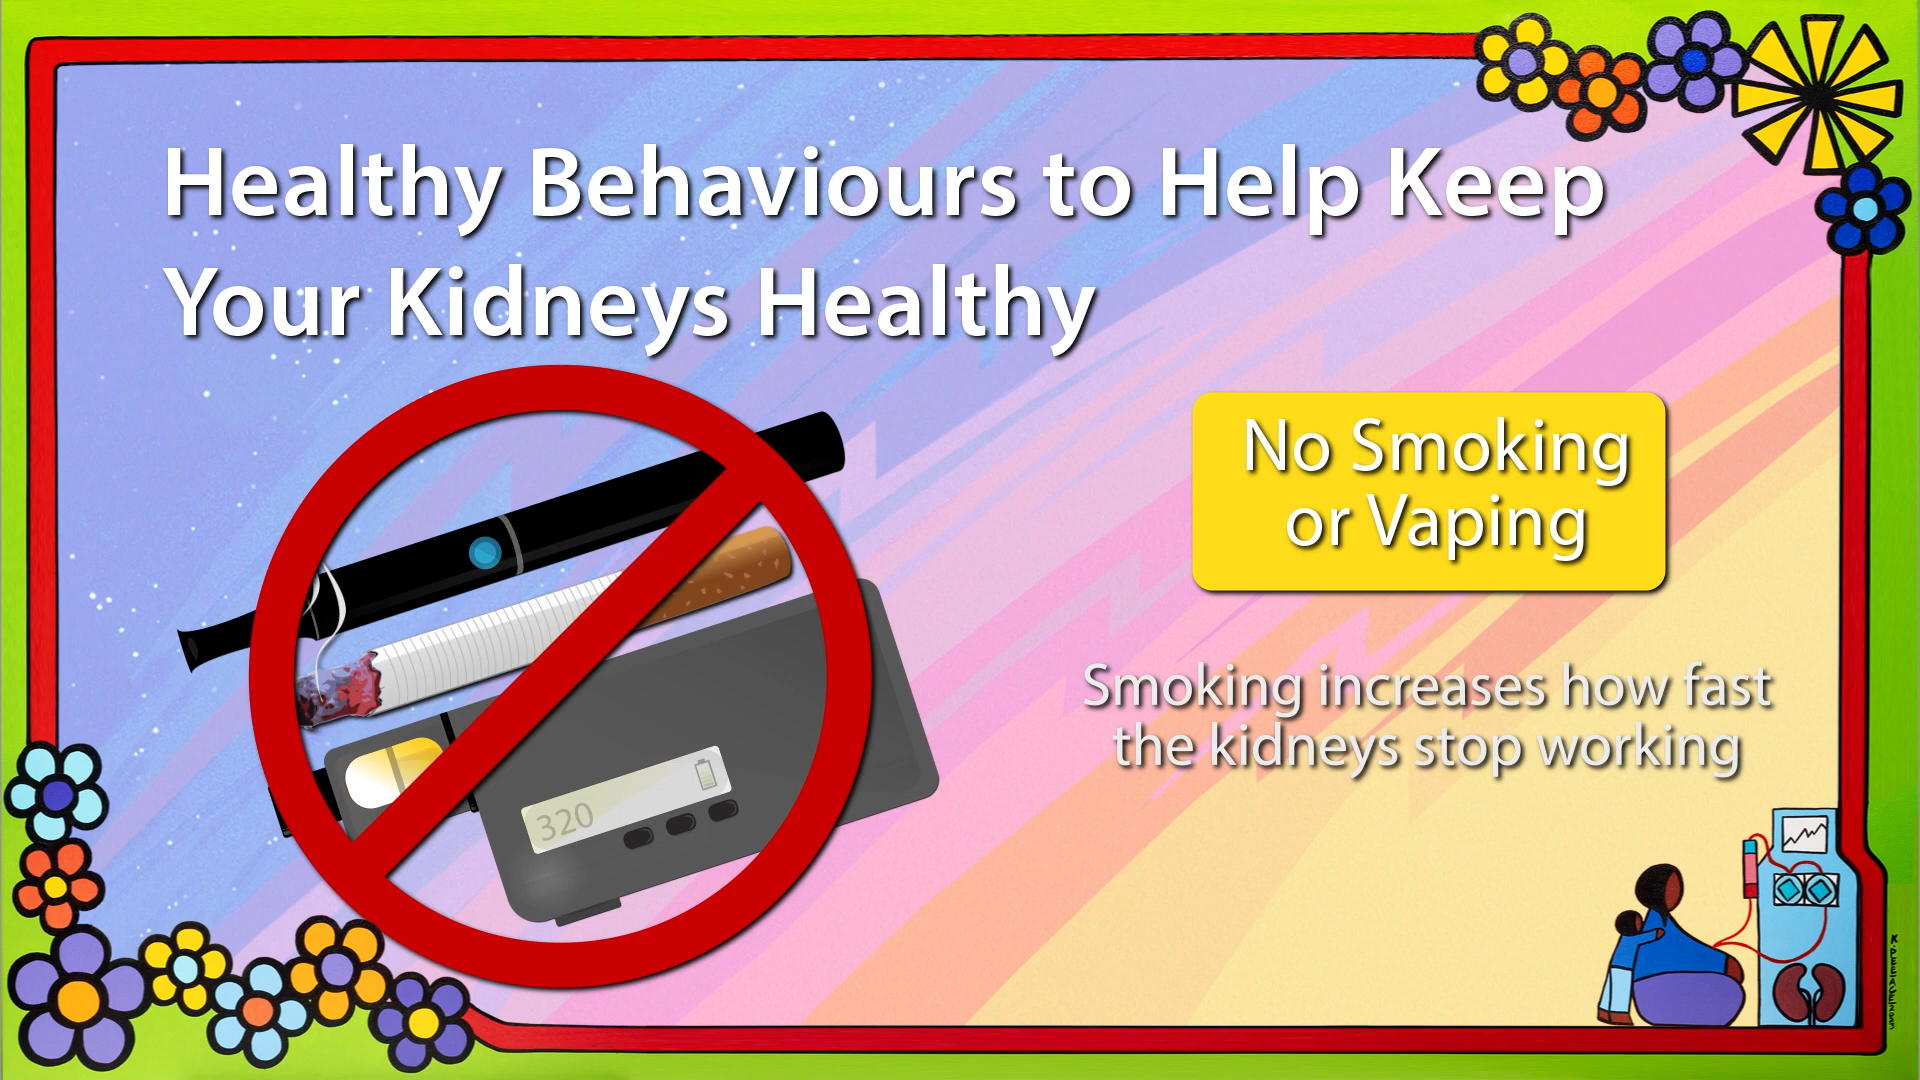 Healthy Behaviours to Help Keep
Your Kidneys Healthy
No Smoking
or Vaping
Smoking increases how fast
the kidneys stop working
320